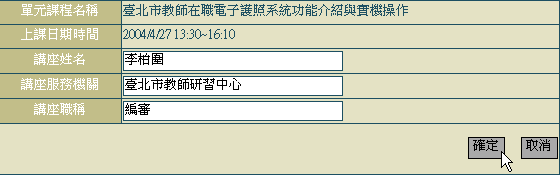 單元課程名稱 臺北市教師在職電子護照系統功能介紹與實機操作
上課日期時間 2004/4/27 13:30~16:10
講座姓名 李柏圍
講座服務機關 臺北市教師研習中心
講座職稱 編審
確定 取消